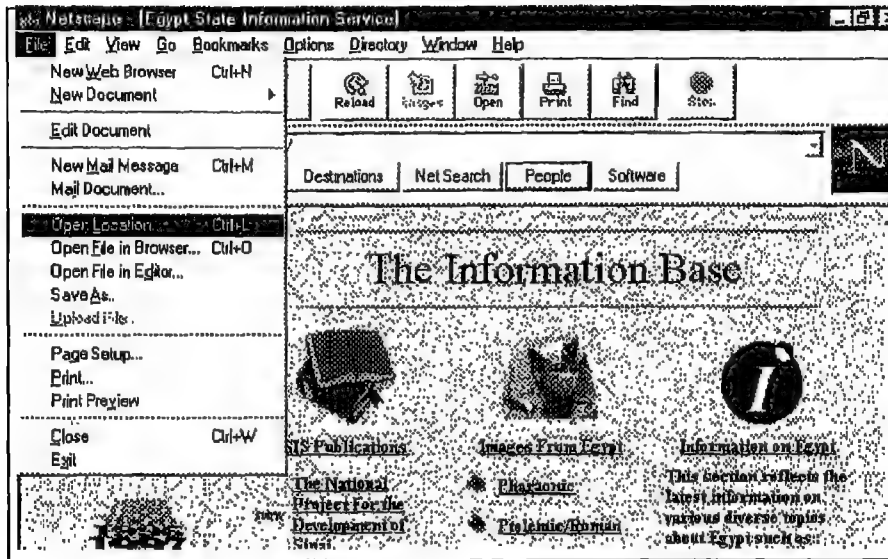 Netscape - [Egypt State Information Service]
File Edit View Go Bookmarks Options Directory Window Help
New Web Browser Ctrl+N
New Document
Edit Document
New Mail Message Ctrl+M
Mail Document...
Open Location... Ctrl+L
Open File in Browser... Ctrl+O
Open File in Editor...
Save As..
Upload File.
Page Setup...
Print...
Print Preview
Close Ctrl+W
Exit
Reload Images Open Print Find Stop
Destinations Net Search People Software
N
The Information Base
SIS Publications
The National
Project For the
Development of
Sinai
Images From Egypt
Pharaonic
Ptolemic/Roman
I
Information on Egypt
This section reflects the
latest information on
various diverse topics
about Egypt such as: